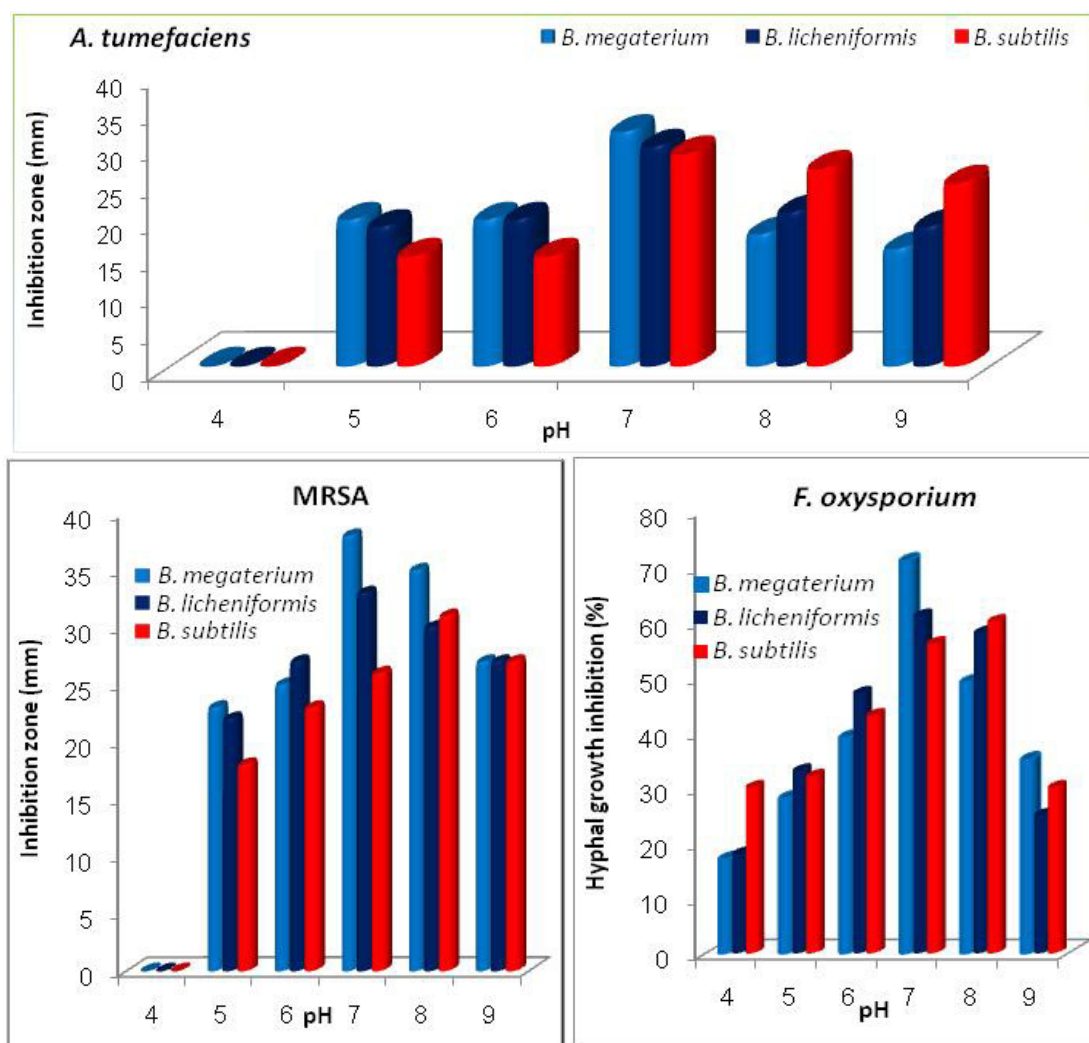 A. tumefaciens
B. megaterium B. licheniformis B. subtilis
Inhibition zone (mm)
40
35
30
25
20
15
10
5
0
4 5 6 7 8 9
pH
MRSA
B. megaterium
B. licheniformis
B. subtilis
Inhibition zone (mm)
40
35
30
25
20
15
10
5
0
4 5 6 7 8 9
pH
F. oxysporium
B. megaterium
B. licheniformis
B. subtilis
Hyphal growth inhibition (%)
80
70
60
50
40
30
20
10
0
4 5 6 7 8 9
pH